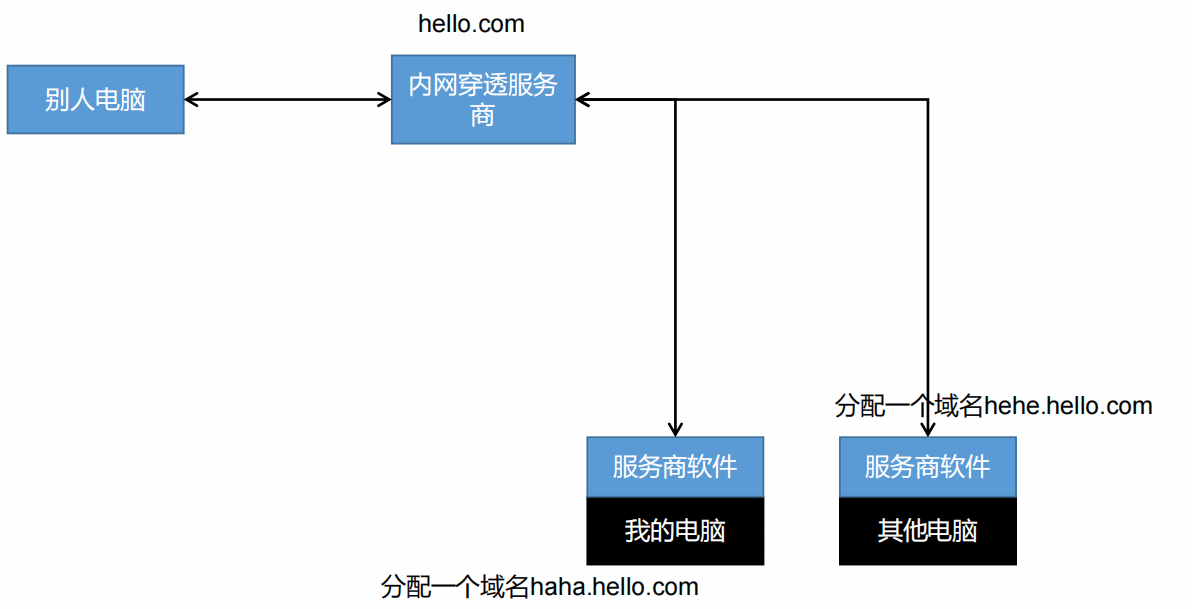 hello.com
别人电脑
内网穿透服务
商
分配一个域名hehe.hello.com
服务商软件
服务商软件
我的电脑
其他电脑
分配一个域名haha.hello.com